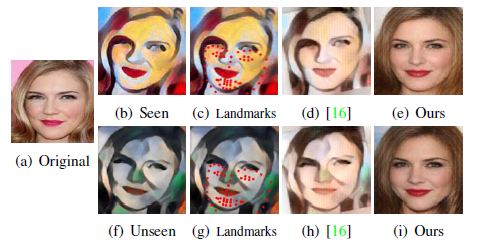 (b) Seen (c) Landmarks (d) [16] (e) Ours
(a) Original
(f) Unseen (g) Landmarks (h) [16] (i) Ours